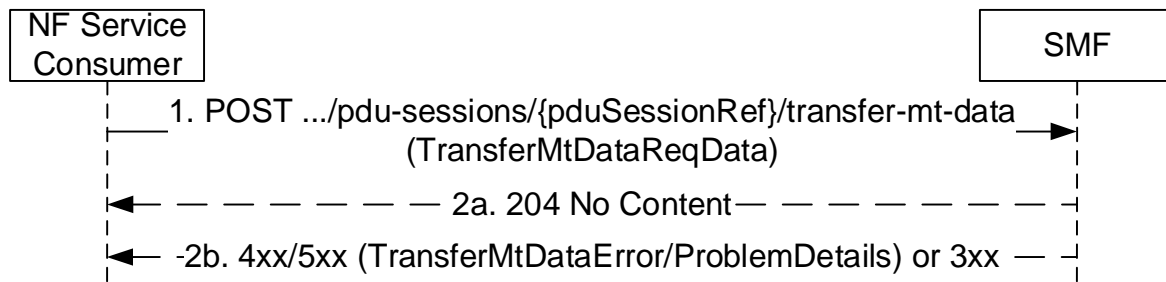 NF Service
Consumer
SMF
1. POST .../pdu-sessions/{pduSessionRef}/transfer-mt-data
(TransferMtDataReqData)
2a. 204 No Content
2b. 4xx/5xx (TransferMtDataError/ProblemDetails) or 3xx